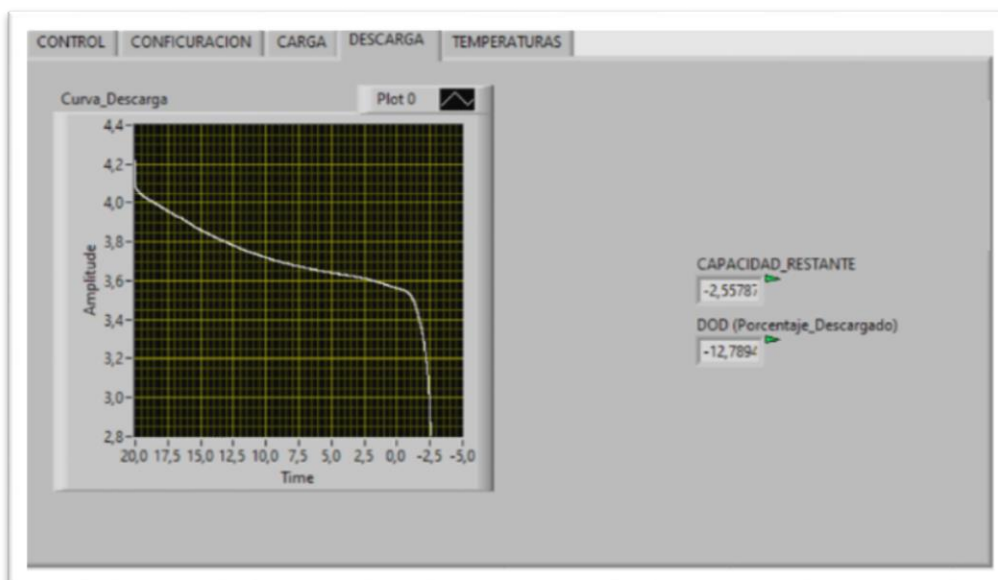 CONTROL CONFICURACION CARGA DESCARGA TEMPERATURAS
Curva_Descarga
Plot 0
4,4
4,2
4,0
3,8
3,6
3,4
3,2
3,0
2,8
Amplitude
20,0 17,5 15,0 12,5 10,0 7,5 5,0 2,5 0,0 -2,5 -5,0
Time
CAPACIDAD_RESTANTE
-2,5578
DOD (Porcentaje_Descargado)
-12,789